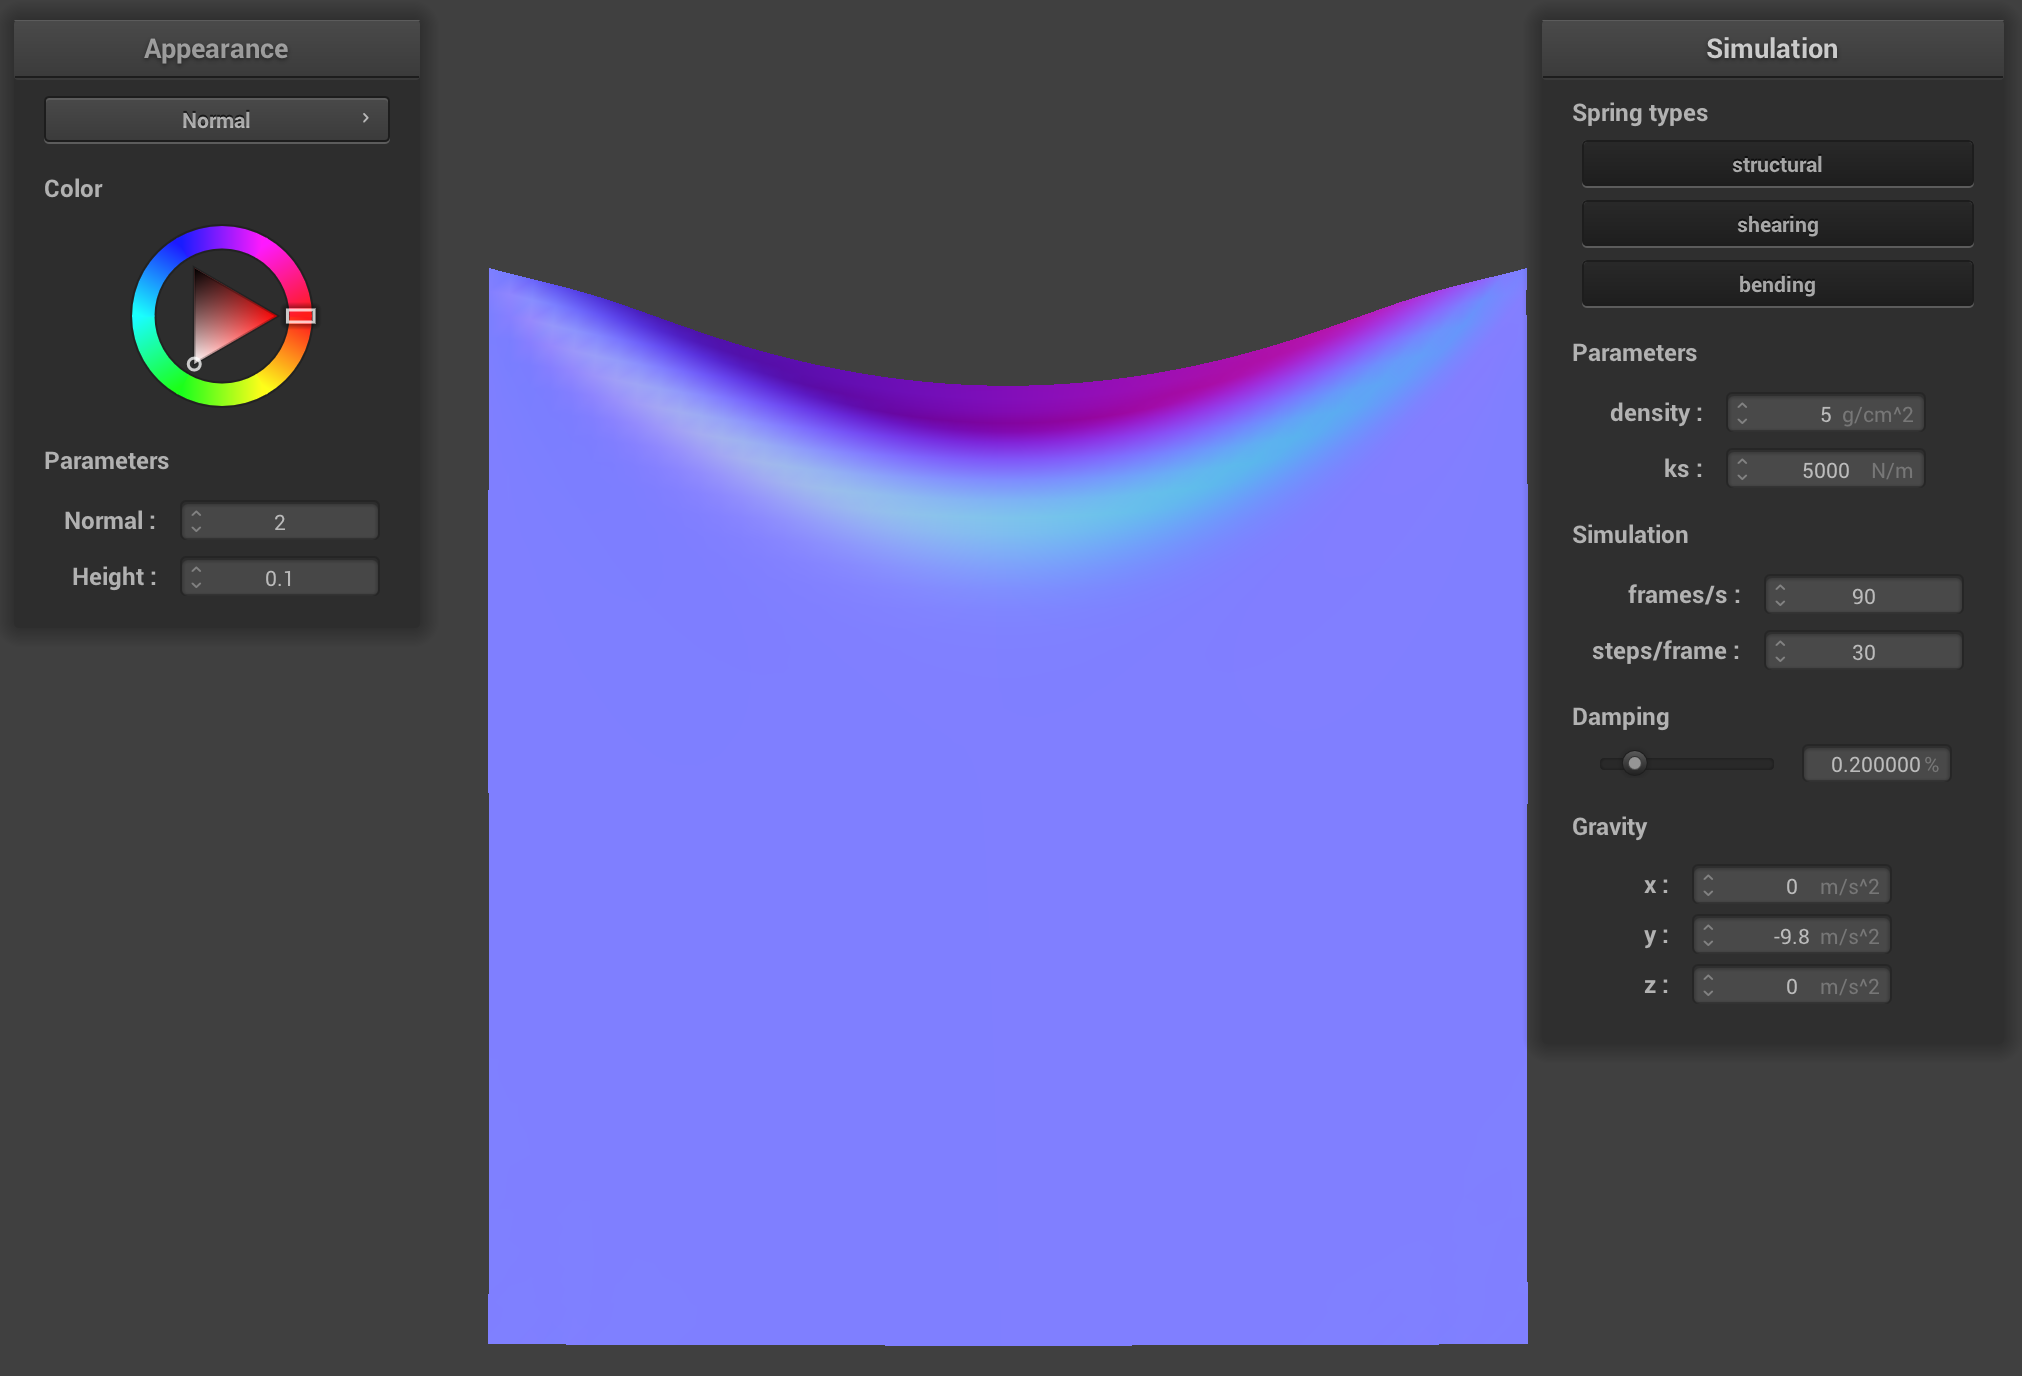 Appearance
Normal
Color
Parameters
Normal : 2
Height : 0.1
Simulation
Spring types
structural
shearing
bending
Parameters
density : 5 g/cm^2
ks : 5000 N/m
Simulation
frames/s : 90
steps/frame : 30
Damping
0.200000 %
Gravity
x : 0 m/s^2
y : -9.8 m/s^2
z : 0 m/s^2